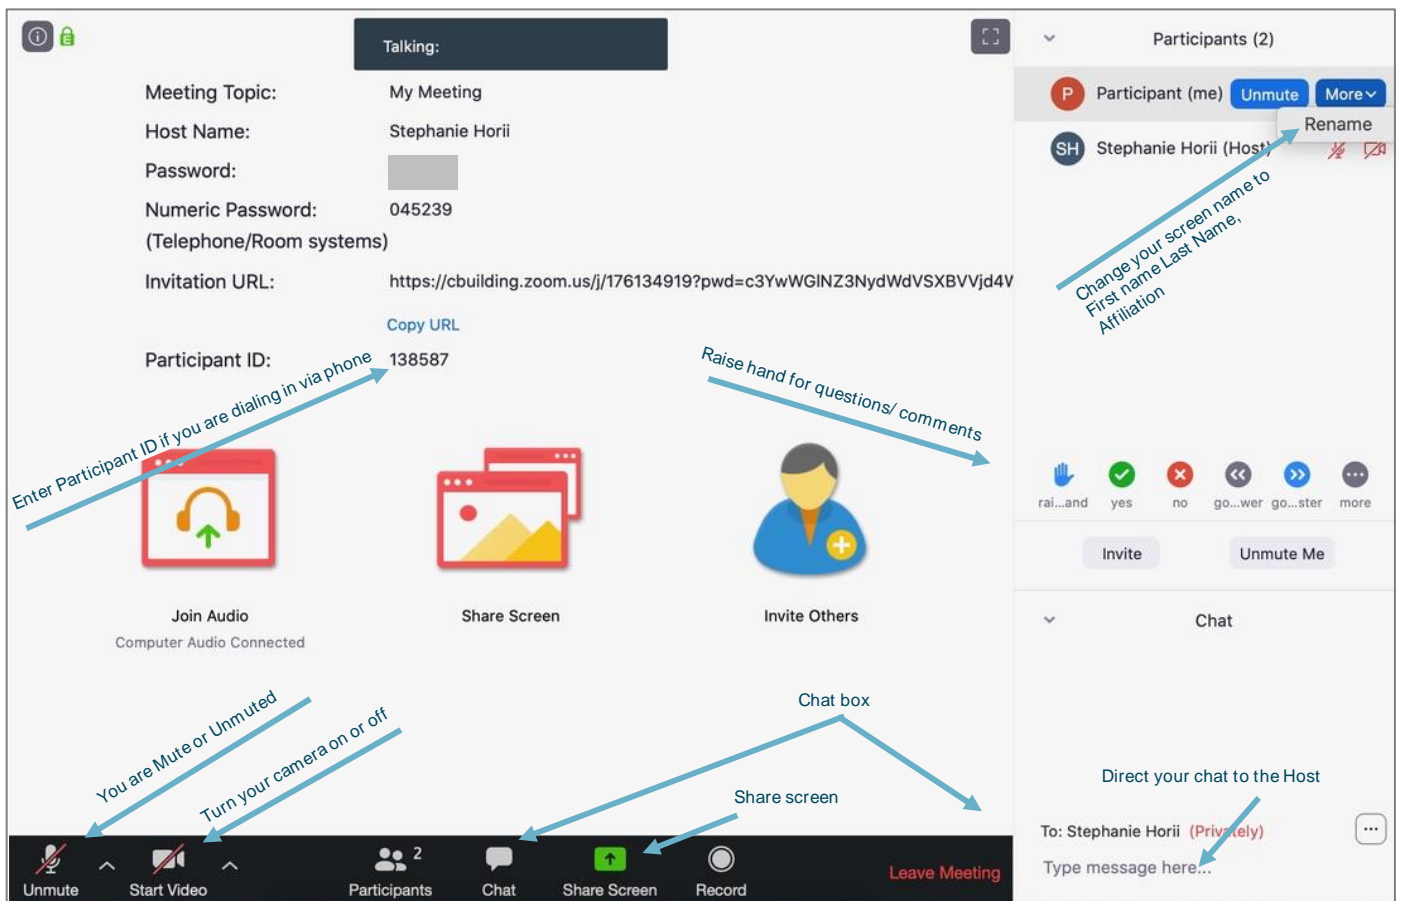 Talking:
Meeting Topic: My Meeting
Host Name: Stephanie Horii
Password:
Numeric Password: 045239
(Telephone/Room systems)
Invitation URL: https://cbuilding.zoom.us/j/176134919?pwd=c3YwWGlNZ3NydWdVSXBVVjd4W
Copy URL
Participant ID: 138587
Enter Participant ID if you are dialing in via phone
Raise hand for questions/ comments
Join Audio
Computer Audio Connected
Share Screen
Invite Others
You are Mute or Unmuted
Turn your camera on or off
Chat box
Share screen
Unmute
Start Video
2
Participants
Chat
Share Screen
Record
Leave Meeting
Participants (2)
P Participant (me) Unmute More
Rename
SH Stephanie Horii (Host)
Change your screen name to
First name Last Name,
Affiliation
rai...and yes no go...wer go...ster more
Invite Unmute Me
Chat
Direct your chat to the Host
To: Stephanie Horii (Privately)
Type message here...